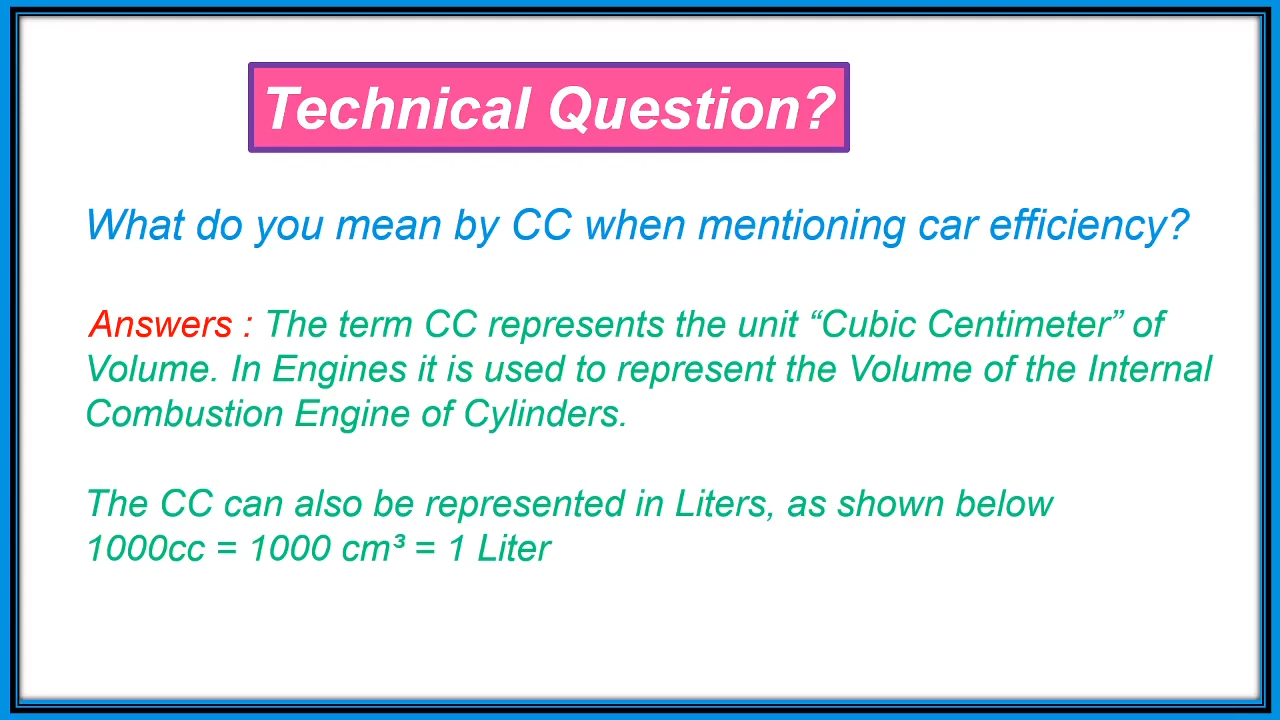 Technical Question?
What do you mean by CC when mentioning car efficiency?
Answers : The term CC represents the unit “Cubic Centimeter” of
Volume. In Engines it is used to represent the Volume of the Internal
Combustion Engine of Cylinders.
The CC can also be represented in Liters, as shown below
1000cc = 1000 cm³ = 1 Liter